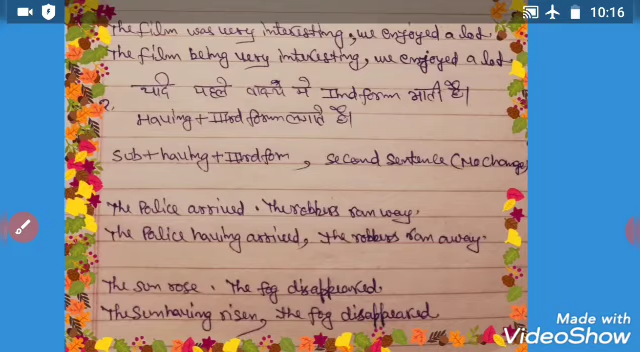 10:16
The film was very interesting, we enjoyed a lot.
The film being very interesting, we enjoyed a lot.
2. यदि पहले वाक्य में IInd form आती है।
Having + IIIrd form लगाते है।
Sub + having + IIIrd form, second sentence (No change)
The Police arrived. The robbers ran way.
The Police having arrived, the robbers ran away.
The sun rose. The fog disappeared.
The sun having risen, the fog disappeared
Made with
VideoShow